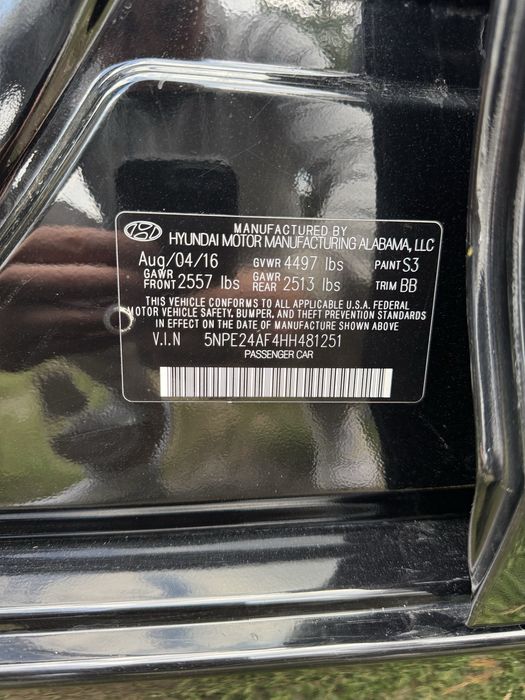 MANUFACTURED BY
HYUNDAI MOTOR MANUFACTURING ALABAMA, LLC
Aug/04/16 GVWR 4497 lbs PAINT S3
GAWR FRONT 2557 lbs GAWR REAR 2513 lbs TRIM BB
THIS VEHICLE CONFORMS TO ALL APPLICABLE U.S.A. FEDERAL
MOTOR VEHICLE SAFETY, BUMPER, AND THEFT PREVENTION STANDARDS
IN EFFECT ON THE DATE OF MANUFACTURE SHOWN ABOVE
V.I.N 5NPE24AF4HH481251
PASSENGER CAR